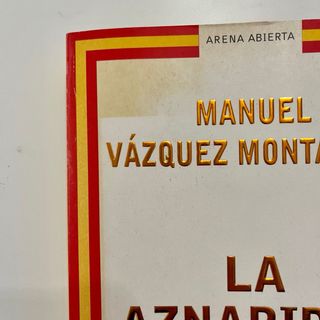 ARENA ABIERTA
MANUEL
VÁZQUEZ MONTA
LA